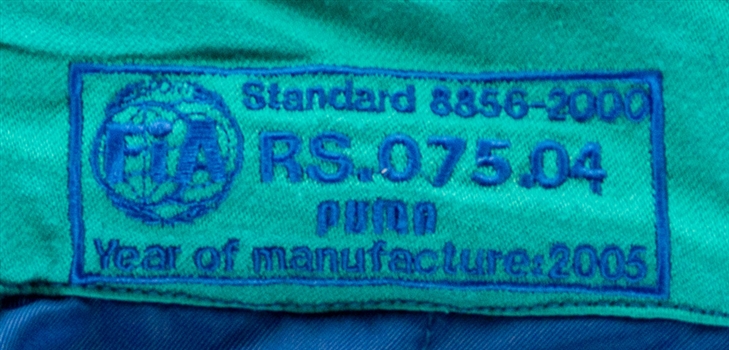 FiA
Standard 8856-2000
RS.075.04
PUMA
Year of manufacture:2005